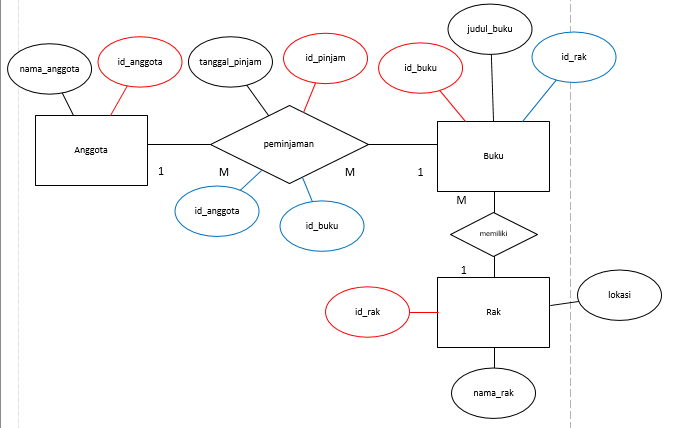 judul_buku
nama_anggota
id_anggota
tanggal_pinjam
id_pinjam
id_buku
id_rak
Anggota
peminjaman
Buku
1
M
M
1
id_anggota
id_buku
M
memiliki
1
id_rak
Rak
lokasi
nama_rak